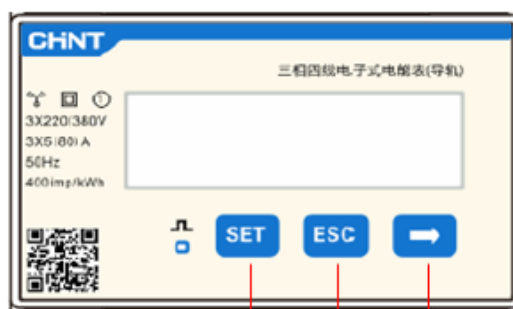 CHNT
三相四线电子式电能表(导轨)
3X220/380V
3X5(80)A
50Hz
400imp/kWh
SET
ESC